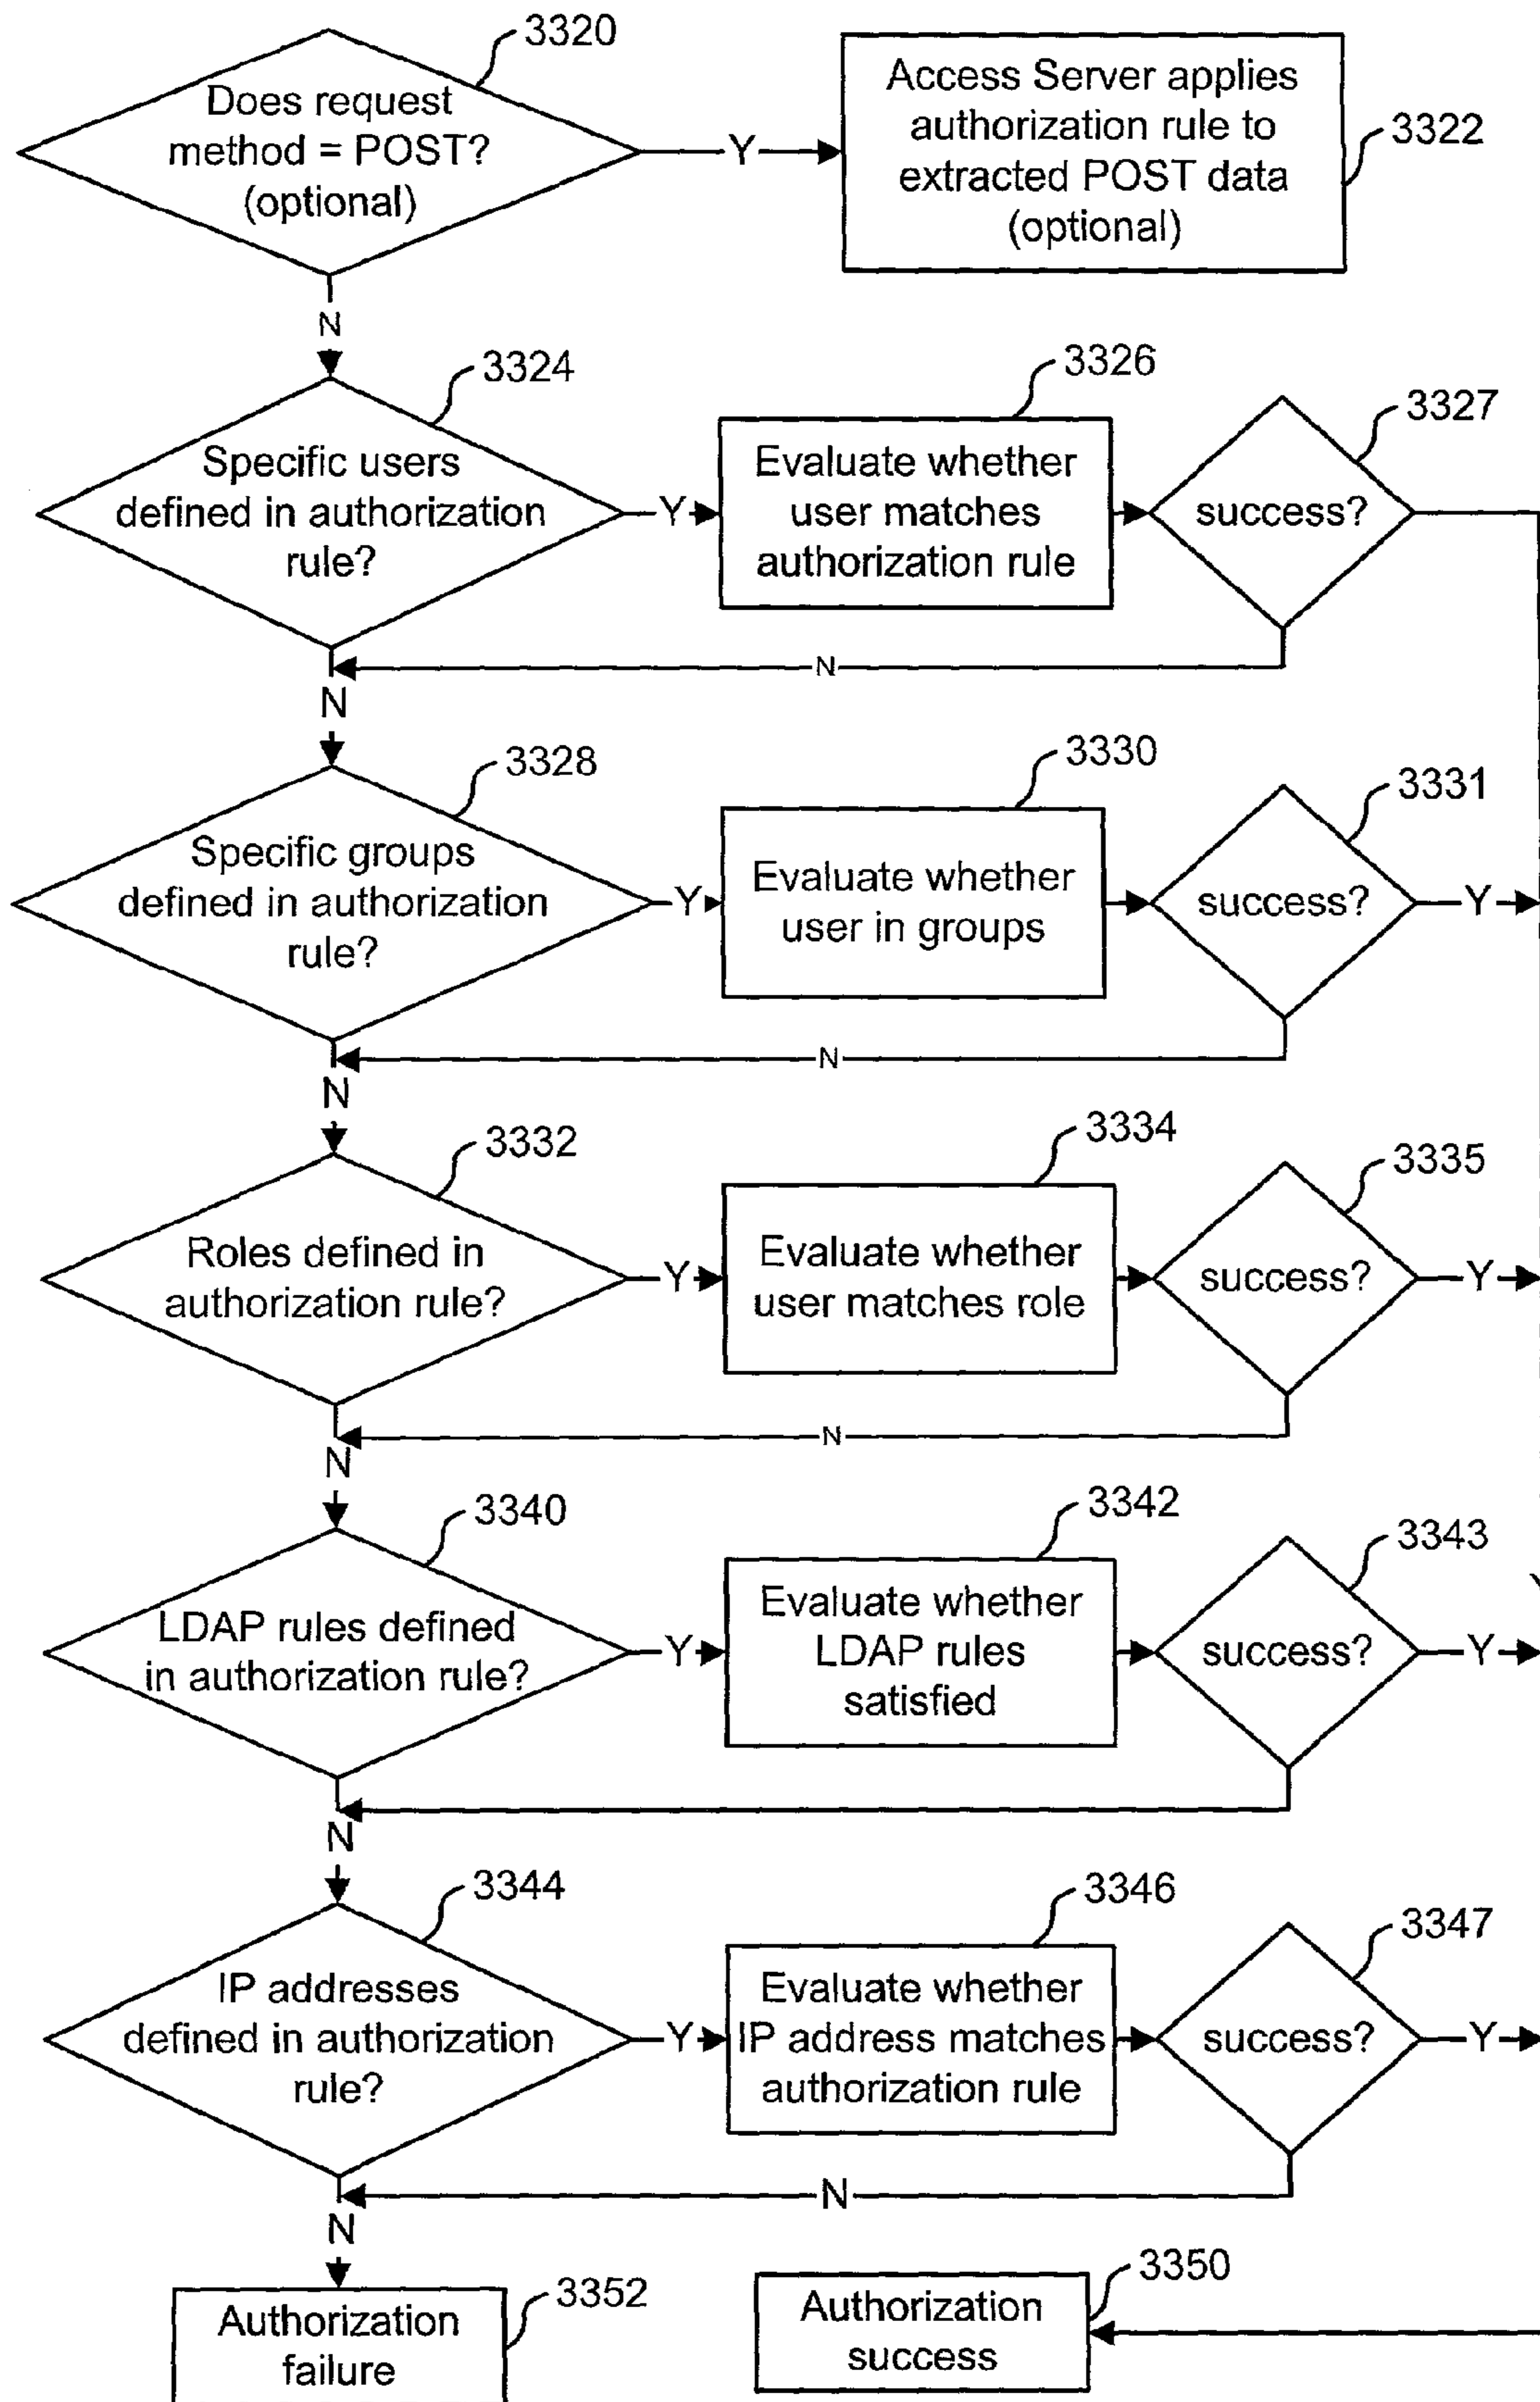 3320
Does request
method = POST?
(optional)
Y
Access Server applies
authorization rule to
extracted POST data
(optional)
3322
N
3324
Specific users
defined in authorization
rule?
Y
3326
Evaluate whether
user matches
authorization rule
3327
success?
N
N
3328
Specific groups
defined in authorization
rule?
Y
3330
Evaluate whether
user in groups
3331
success?
Y
N
N
3332
Roles defined in
authorization rule?
Y
3334
Evaluate whether
user matches role
3335
success?
Y
N
N
3340
LDAP rules defined
in authorization rule?
Y
3342
Evaluate whether
LDAP rules
satisfied
3343
success?
Y
N
3344
IP addresses
defined in authorization
rule?
Y
3346
Evaluate whether
IP address matches
authorization rule
3347
success?
Y
N
N
3352
Authorization
failure
3350
Authorization
success